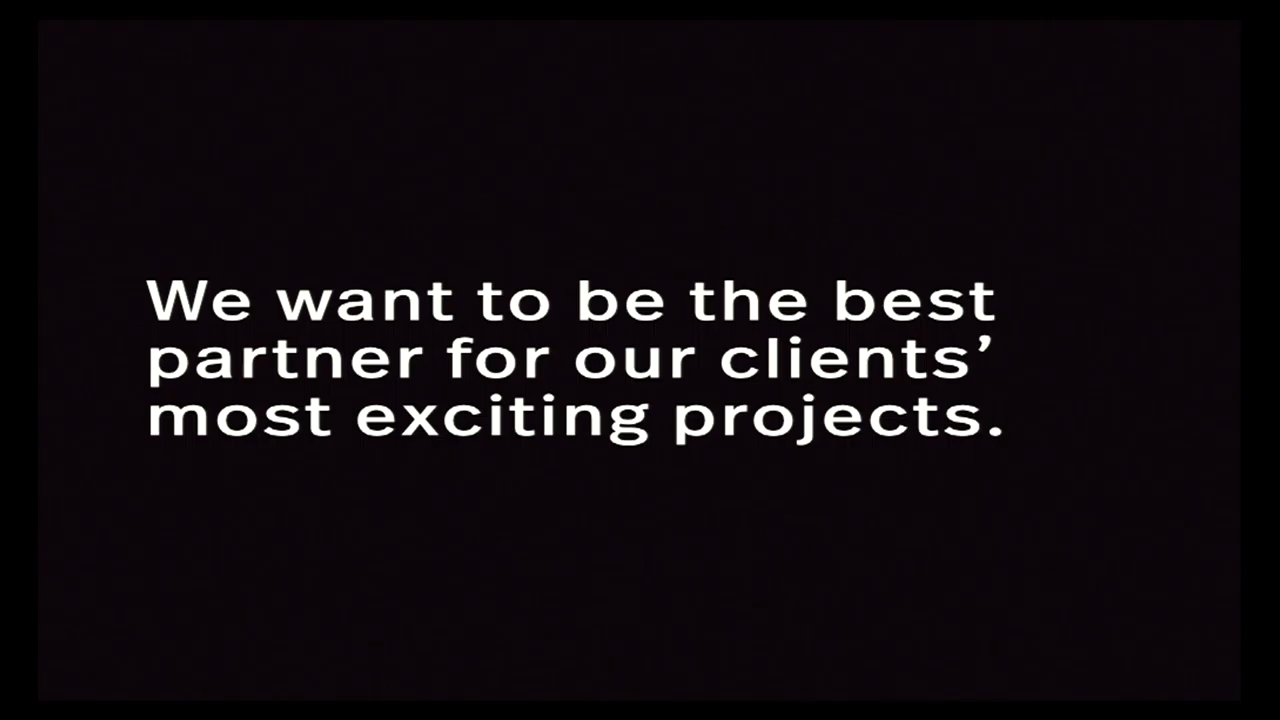 We want to be the best
partner for our clients’
most exciting projects.